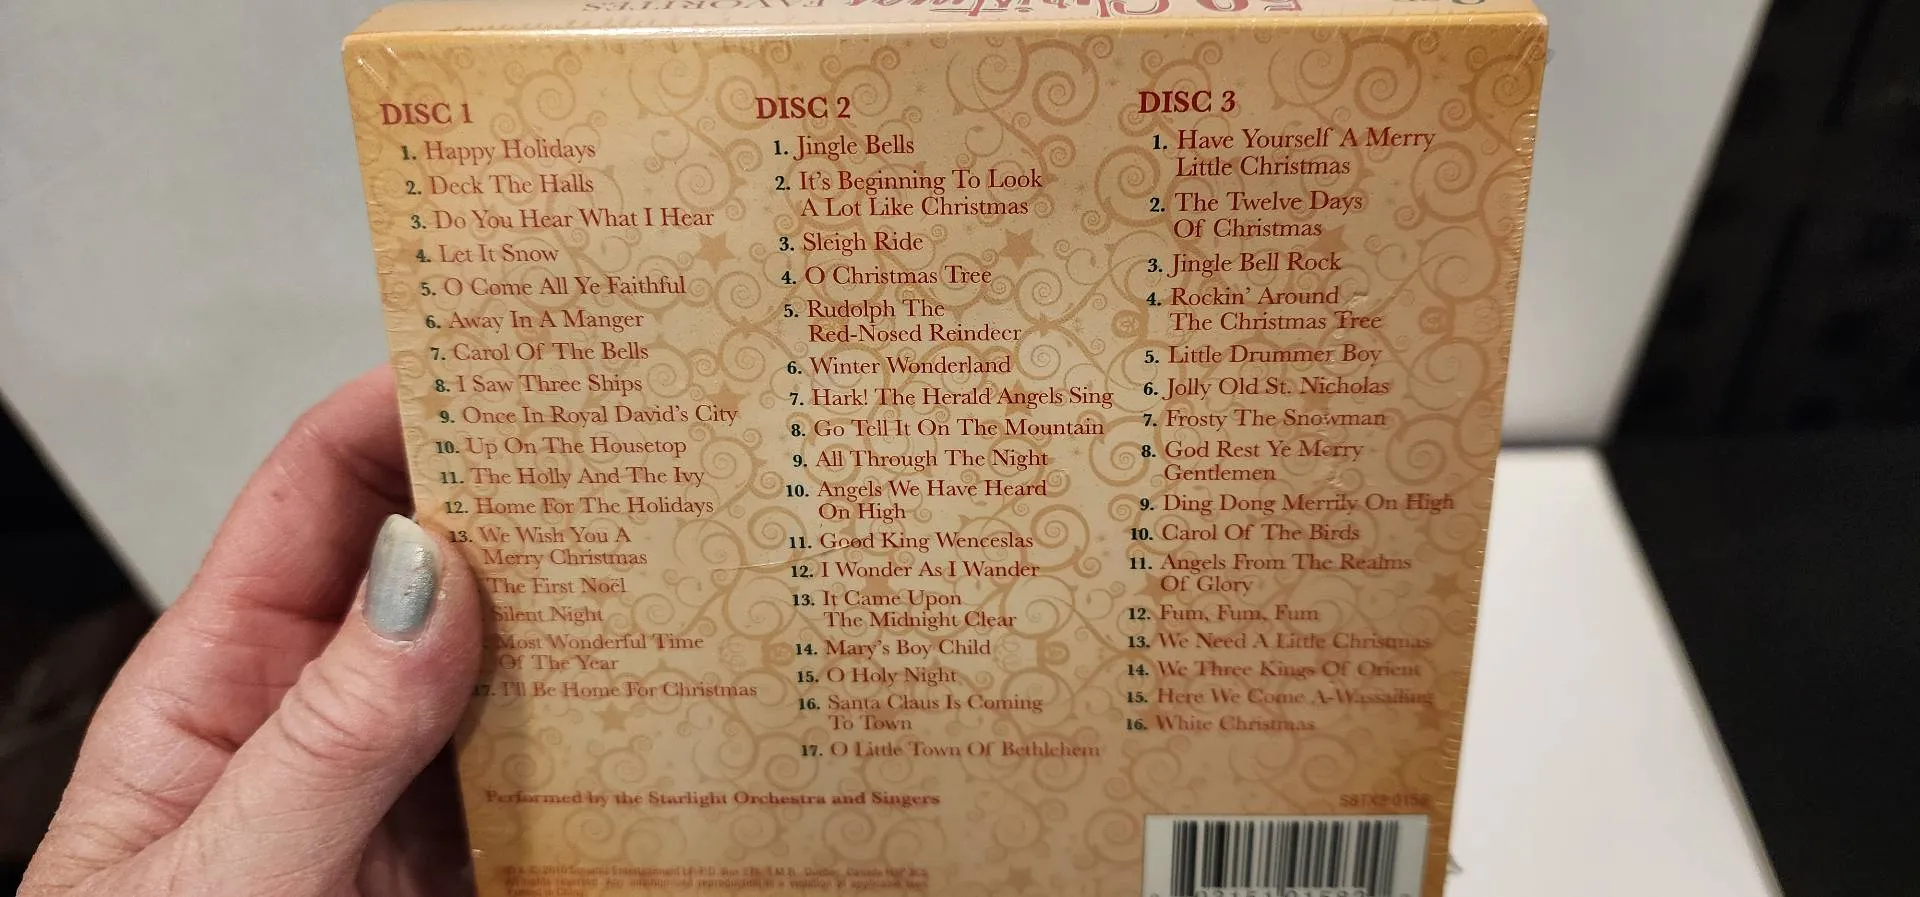 50 Christmas FAVORITES
DISC 1
1. Happy Holidays
2. Deck The Halls
3. Do You Hear What I Hear
4. Let It Snow
5. O Come All Ye Faithful
6. Away In A Manger
7. Carol Of The Bells
8. I Saw Three Ships
9. Once In Royal David's City
10. Up On The Housetop
11. The Holly And The Ivy
12. Home For The Holidays
13. We Wish You A
Merry Christmas
The First Noël
Silent Night
Most Wonderful Time
Of The Year
17. I'll Be Home For Christmas
DISC 2
1. Jingle Bells
2. It's Beginning To Look
A Lot Like Christmas
3. Sleigh Ride
4. O Christmas Tree
5. Rudolph The
Red-Nosed Reindeer
6. Winter Wonderland
7. Hark! The Herald Angels Sing
8. Go Tell It On The Mountain
9. All Through The Night
10. Angels We Have Heard
On High
11. Good King Wenceslas
12. I Wonder As I Wander
13. It Came Upon
The Midnight Clear
14. Mary's Boy Child
15. O Holy Night
16. Santa Claus Is Coming
To Town
17. O Little Town Of Bethlehem
DISC 3
1. Have Yourself A Merry
Little Christmas
2. The Twelve Days
Of Christmas
3. Jingle Bell Rock
4. Rockin' Around
The Christmas Tree
5. Little Drummer Boy
6. Jolly Old St. Nicholas
7. Frosty The Snowman
8. God Rest Ye Merry
Gentlemen
9. Ding Dong Merrily On High
10. Carol Of The Birds
11. Angels From The Realms
Of Glory
12. Fum, Fum, Fum
13. We Need A Little Christmas
14. We Three Kings Of Orient
15. Here We Come A-Wassailing
16. White Christmas
Performed by the Starlight Orchestra and Singers